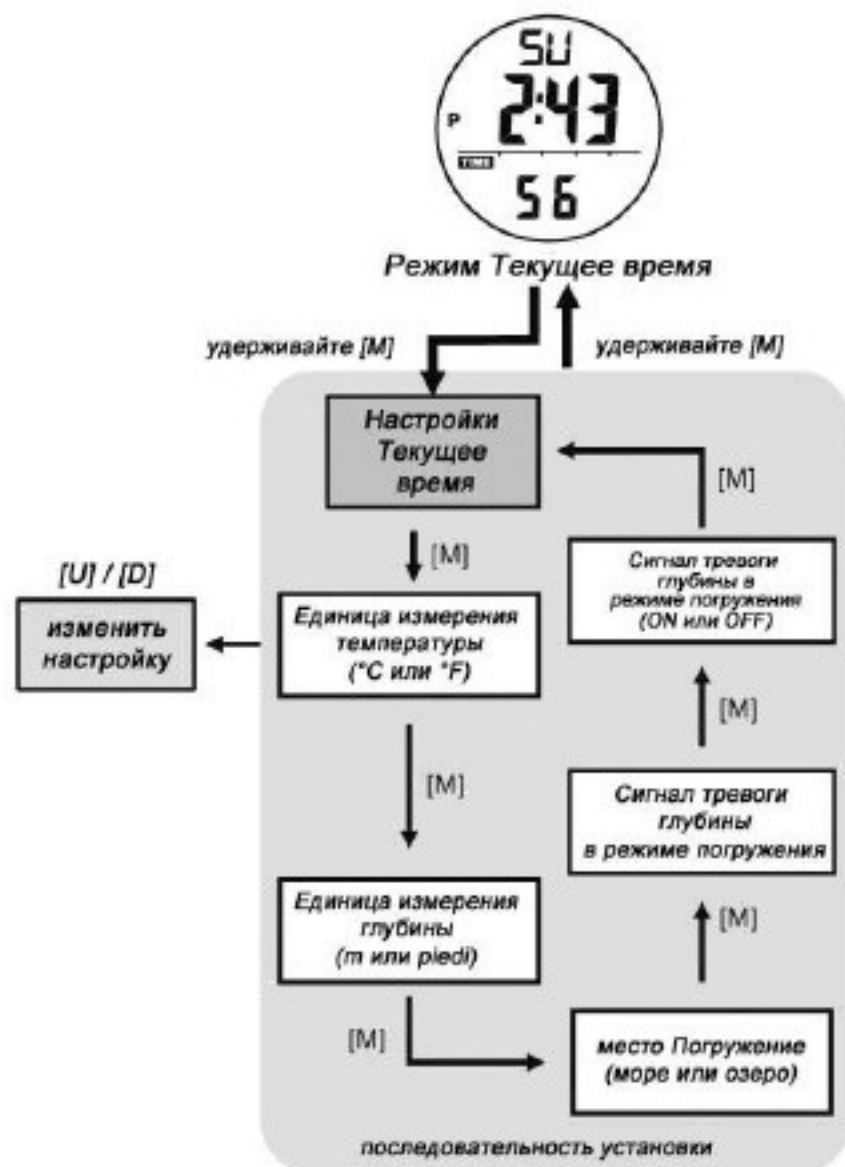 SU
P
2:43
TIME
56
Режим Текущее время
удерживайте [M]
удерживайте [M]
Настройки
Текущее
время
[M]
[M]
[U] / [D]
изменить
настройку
Единица измерения
температуры
(°C или °F)
Сигнал тревоги
глубины в
режиме погружения
(ON или OFF)
[M]
[M]
Сигнал тревоги
глубины
в режиме погружения
Единица измерения
глубины
(m или piedi)
[M]
[M]
место Погружение
(море или озеро)
последовательность установки